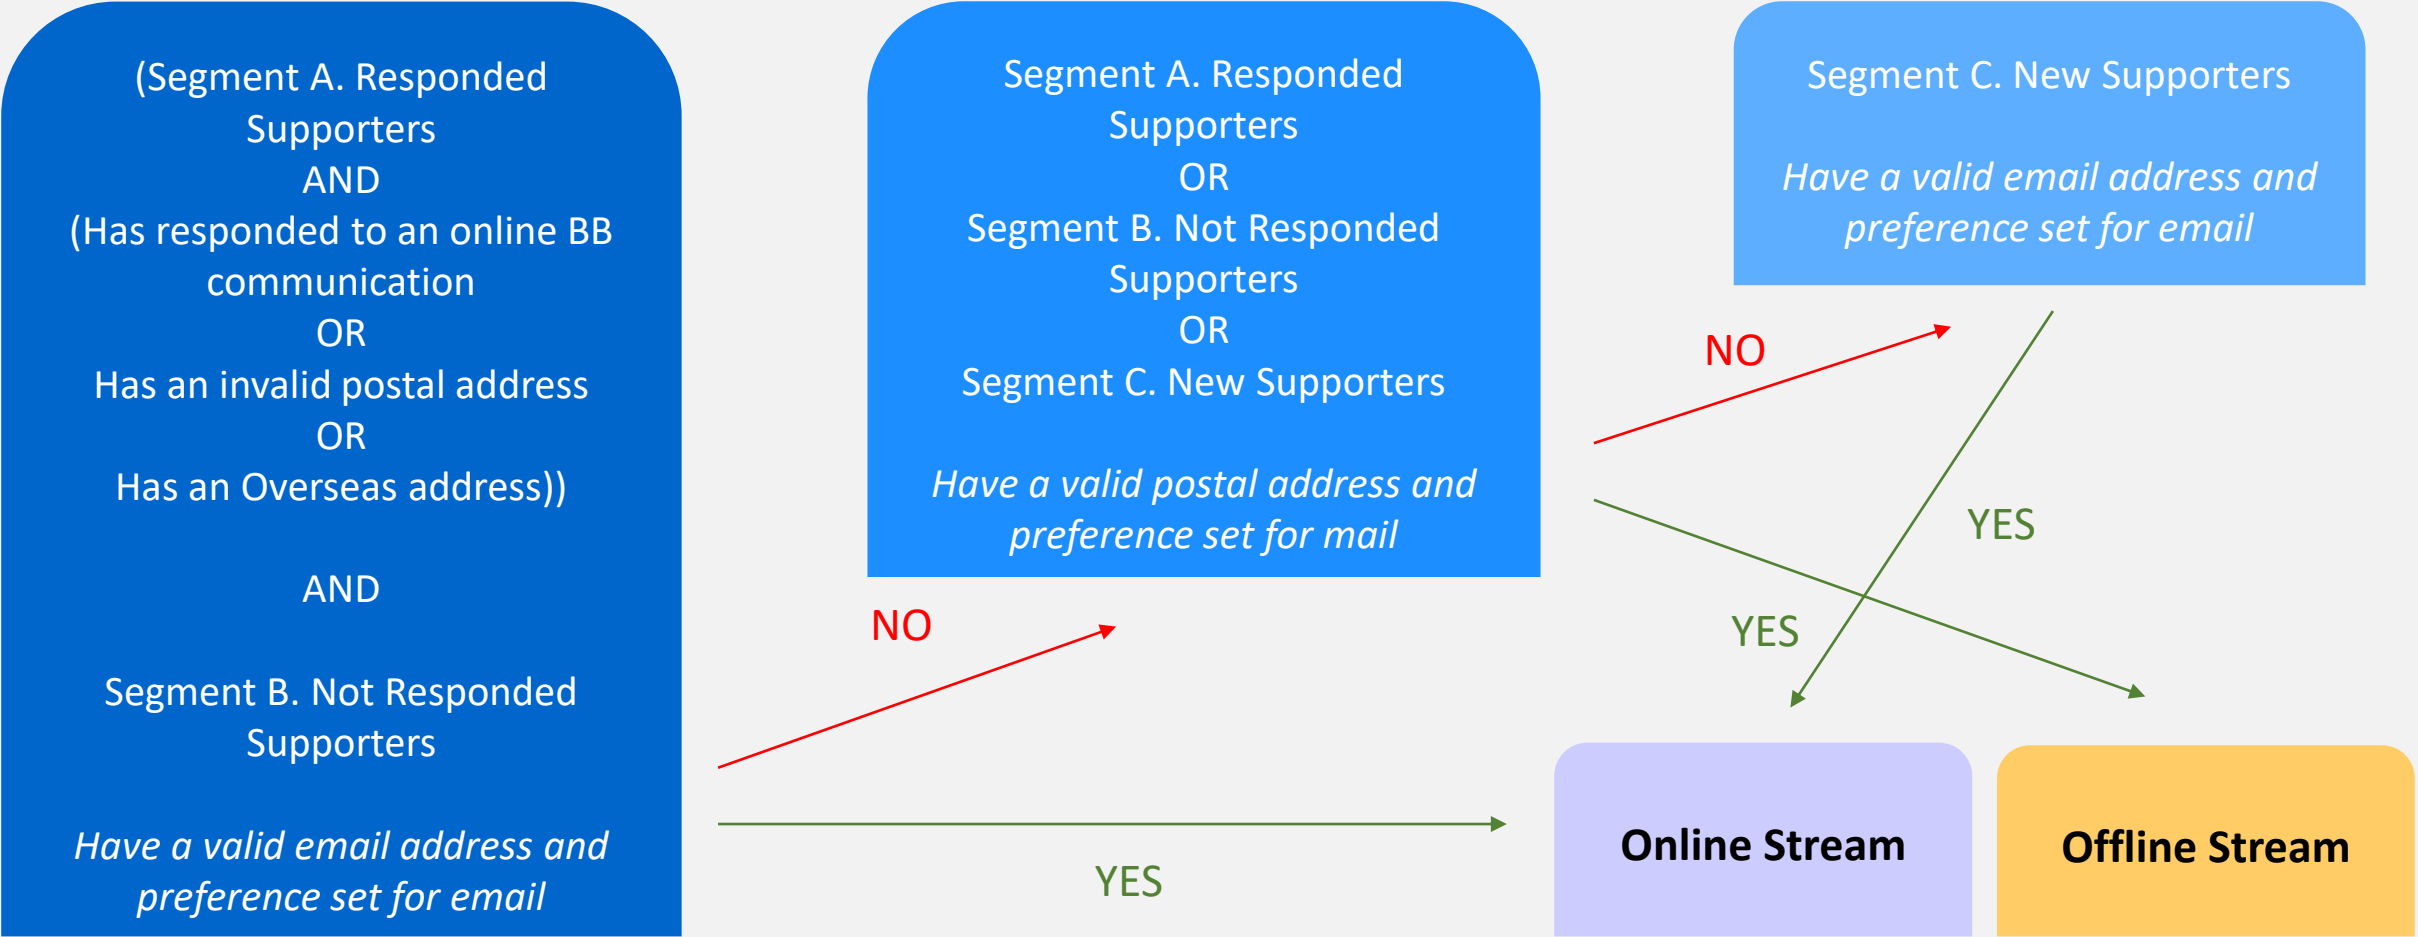 (Segment A. Responded
Supporters
AND
(Has responded to an online BB
communication
OR
Has an invalid postal address
OR
Has an Overseas address))
AND
Segment B. Not Responded
Supporters
Have a valid email address and
preference set for email
Segment A. Responded
Supporters
OR
Segment B. Not Responded
Supporters
OR
Segment C. New Supporters
Have a valid postal address and
preference set for mail
Segment C. New Supporters
Have a valid email address and
preference set for email
NO
YES
NO
YES
YES
Online Stream
Offline Stream